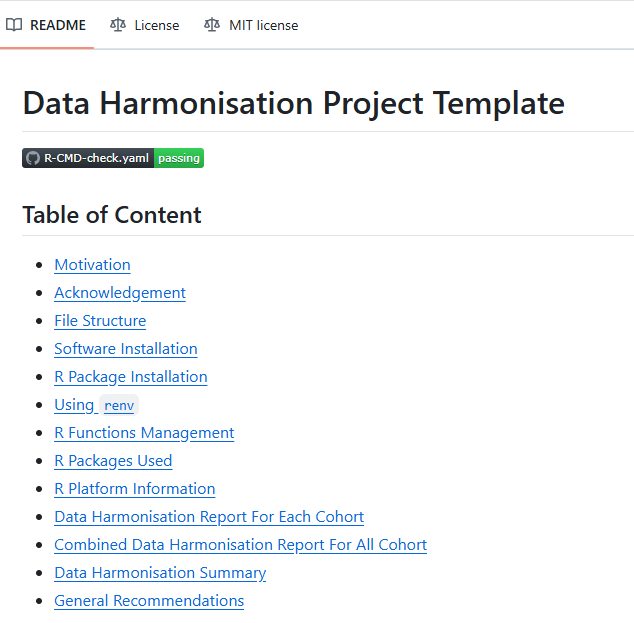 README License MIT license
Data Harmonisation Project Template
R-CMD-check.yaml passing
Table of Content
Motivation
Acknowledgement
File Structure
Software Installation
R Package Installation
Using renv
R Functions Management
R Packages Used
R Platform Information
Data Harmonisation Report For Each Cohort
Combined Data Harmonisation Report For All Cohort
Data Harmonisation Summary
General Recommendations